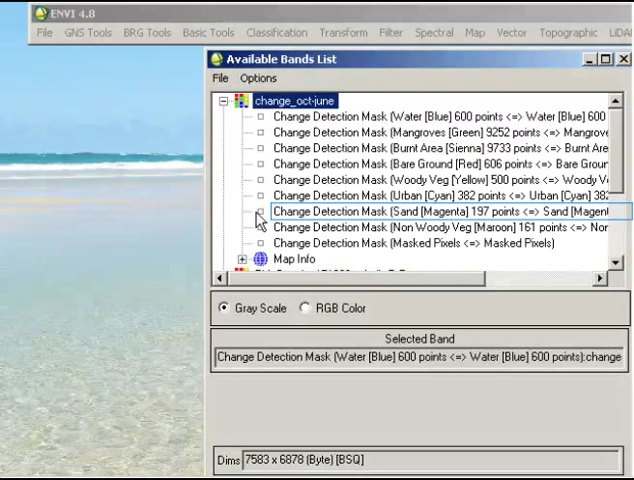 ENVI 4.8
File GNS Tools BRG Tools Basic Tools Classification Transform Filter Spectral Map Vector Topographic LiDA
Available Bands List
File Options
change_oct-june
Change Detection Mask (Water [Blue] 600 points <=> Water [Blue] 600
Change Detection Mask (Mangroves [Green] 9252 points <=> Mangrove
Change Detection Mask (Burnt Area [Sienna] 9733 points <=> Burnt Ar
Change Detection Mask (Bare Ground [Red] 606 points <=> Bare Groun
Change Detection Mask (Woody Veg [Yellow] 500 points <=> Woody V
Change Detection Mask (Urban [Cyan] 382 points <=> Urban [Cyan] 382
Change Detection Mask (Sand [Magenta] 197 points <=> Sand [Magent
Change Detection Mask (Non Woody Veg [Maroon] 161 points <=> Nor
Change Detection Mask (Masked Pixels <=> Masked Pixels)
Map Info
Gray Scale RGB Color
Selected Band
Change Detection Mask (Water [Blue] 600 points <=> Water [Blue] 600 points):change
Dims 7583 x 6878 (Byte) [BSQ]